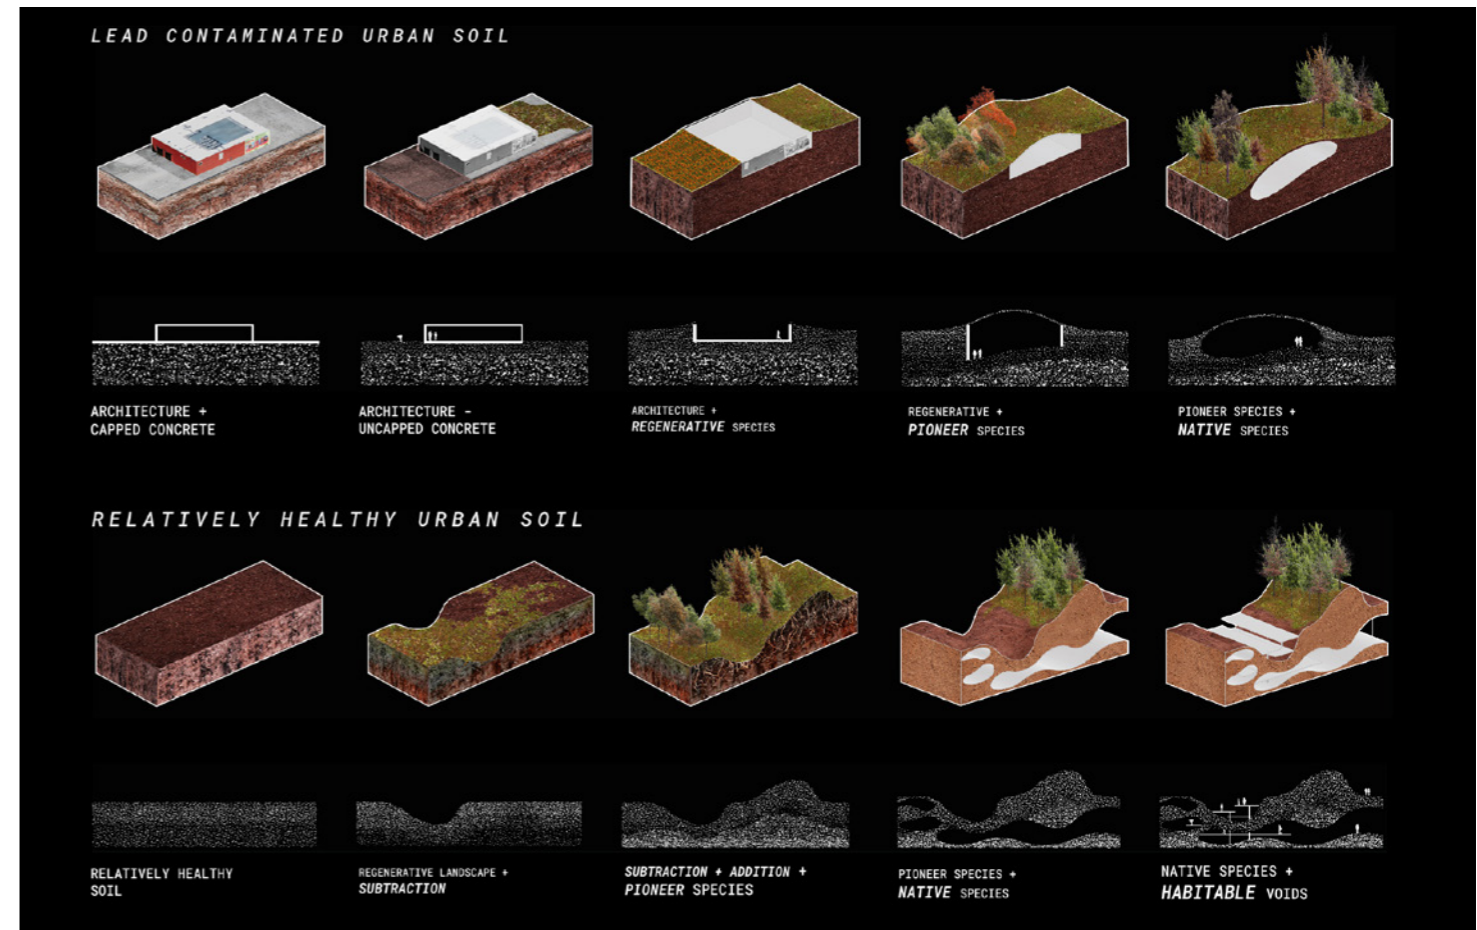 LEAD CONTAMINATED URBAN SOIL
ARCHITECTURE +
CAPPED CONCRETE
ARCHITECTURE -
UNCAPPED CONCRETE
ARCHITECTURE +
REGENERATIVE SPECIES
REGENERATIVE +
PIONEER SPECIES
PIONEER SPECIES +
NATIVE SPECIES
RELATIVELY HEALTHY URBAN SOIL
RELATIVELY HEALTHY
SOIL
REGENERATIVE LANDSCAPE +
SUBTRACTION
SUBTRACTION + ADDITION +
PIONEER SPECIES
PIONEER SPECIES +
NATIVE SPECIES
NATIVE SPECIES +
HABITABLE VOIDS